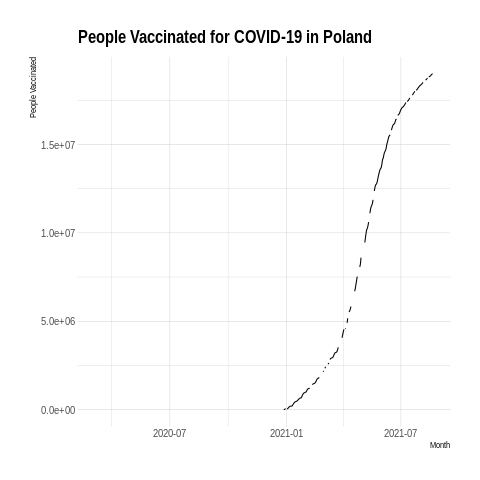 People Vaccinated for COVID-19 in Poland
People Vaccinated
1.5e+07
1.0e+07
5.0e+06
0.0e+00
2020-07 2021-01 2021-07
Month